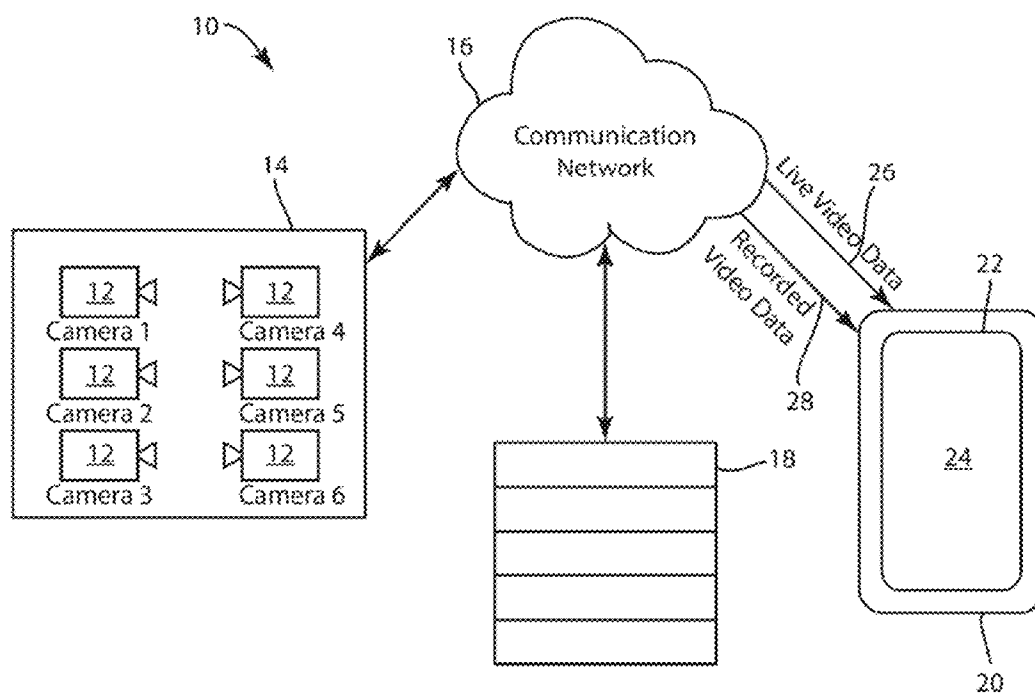 10
16
Communication
Network
14
Live Video Data
26
Recorded
Video Data
28
22
12
12
Camera 1
Camera 4
12
12
Camera 2
Camera 5
12
12
Camera 3
Camera 6
18
24
20